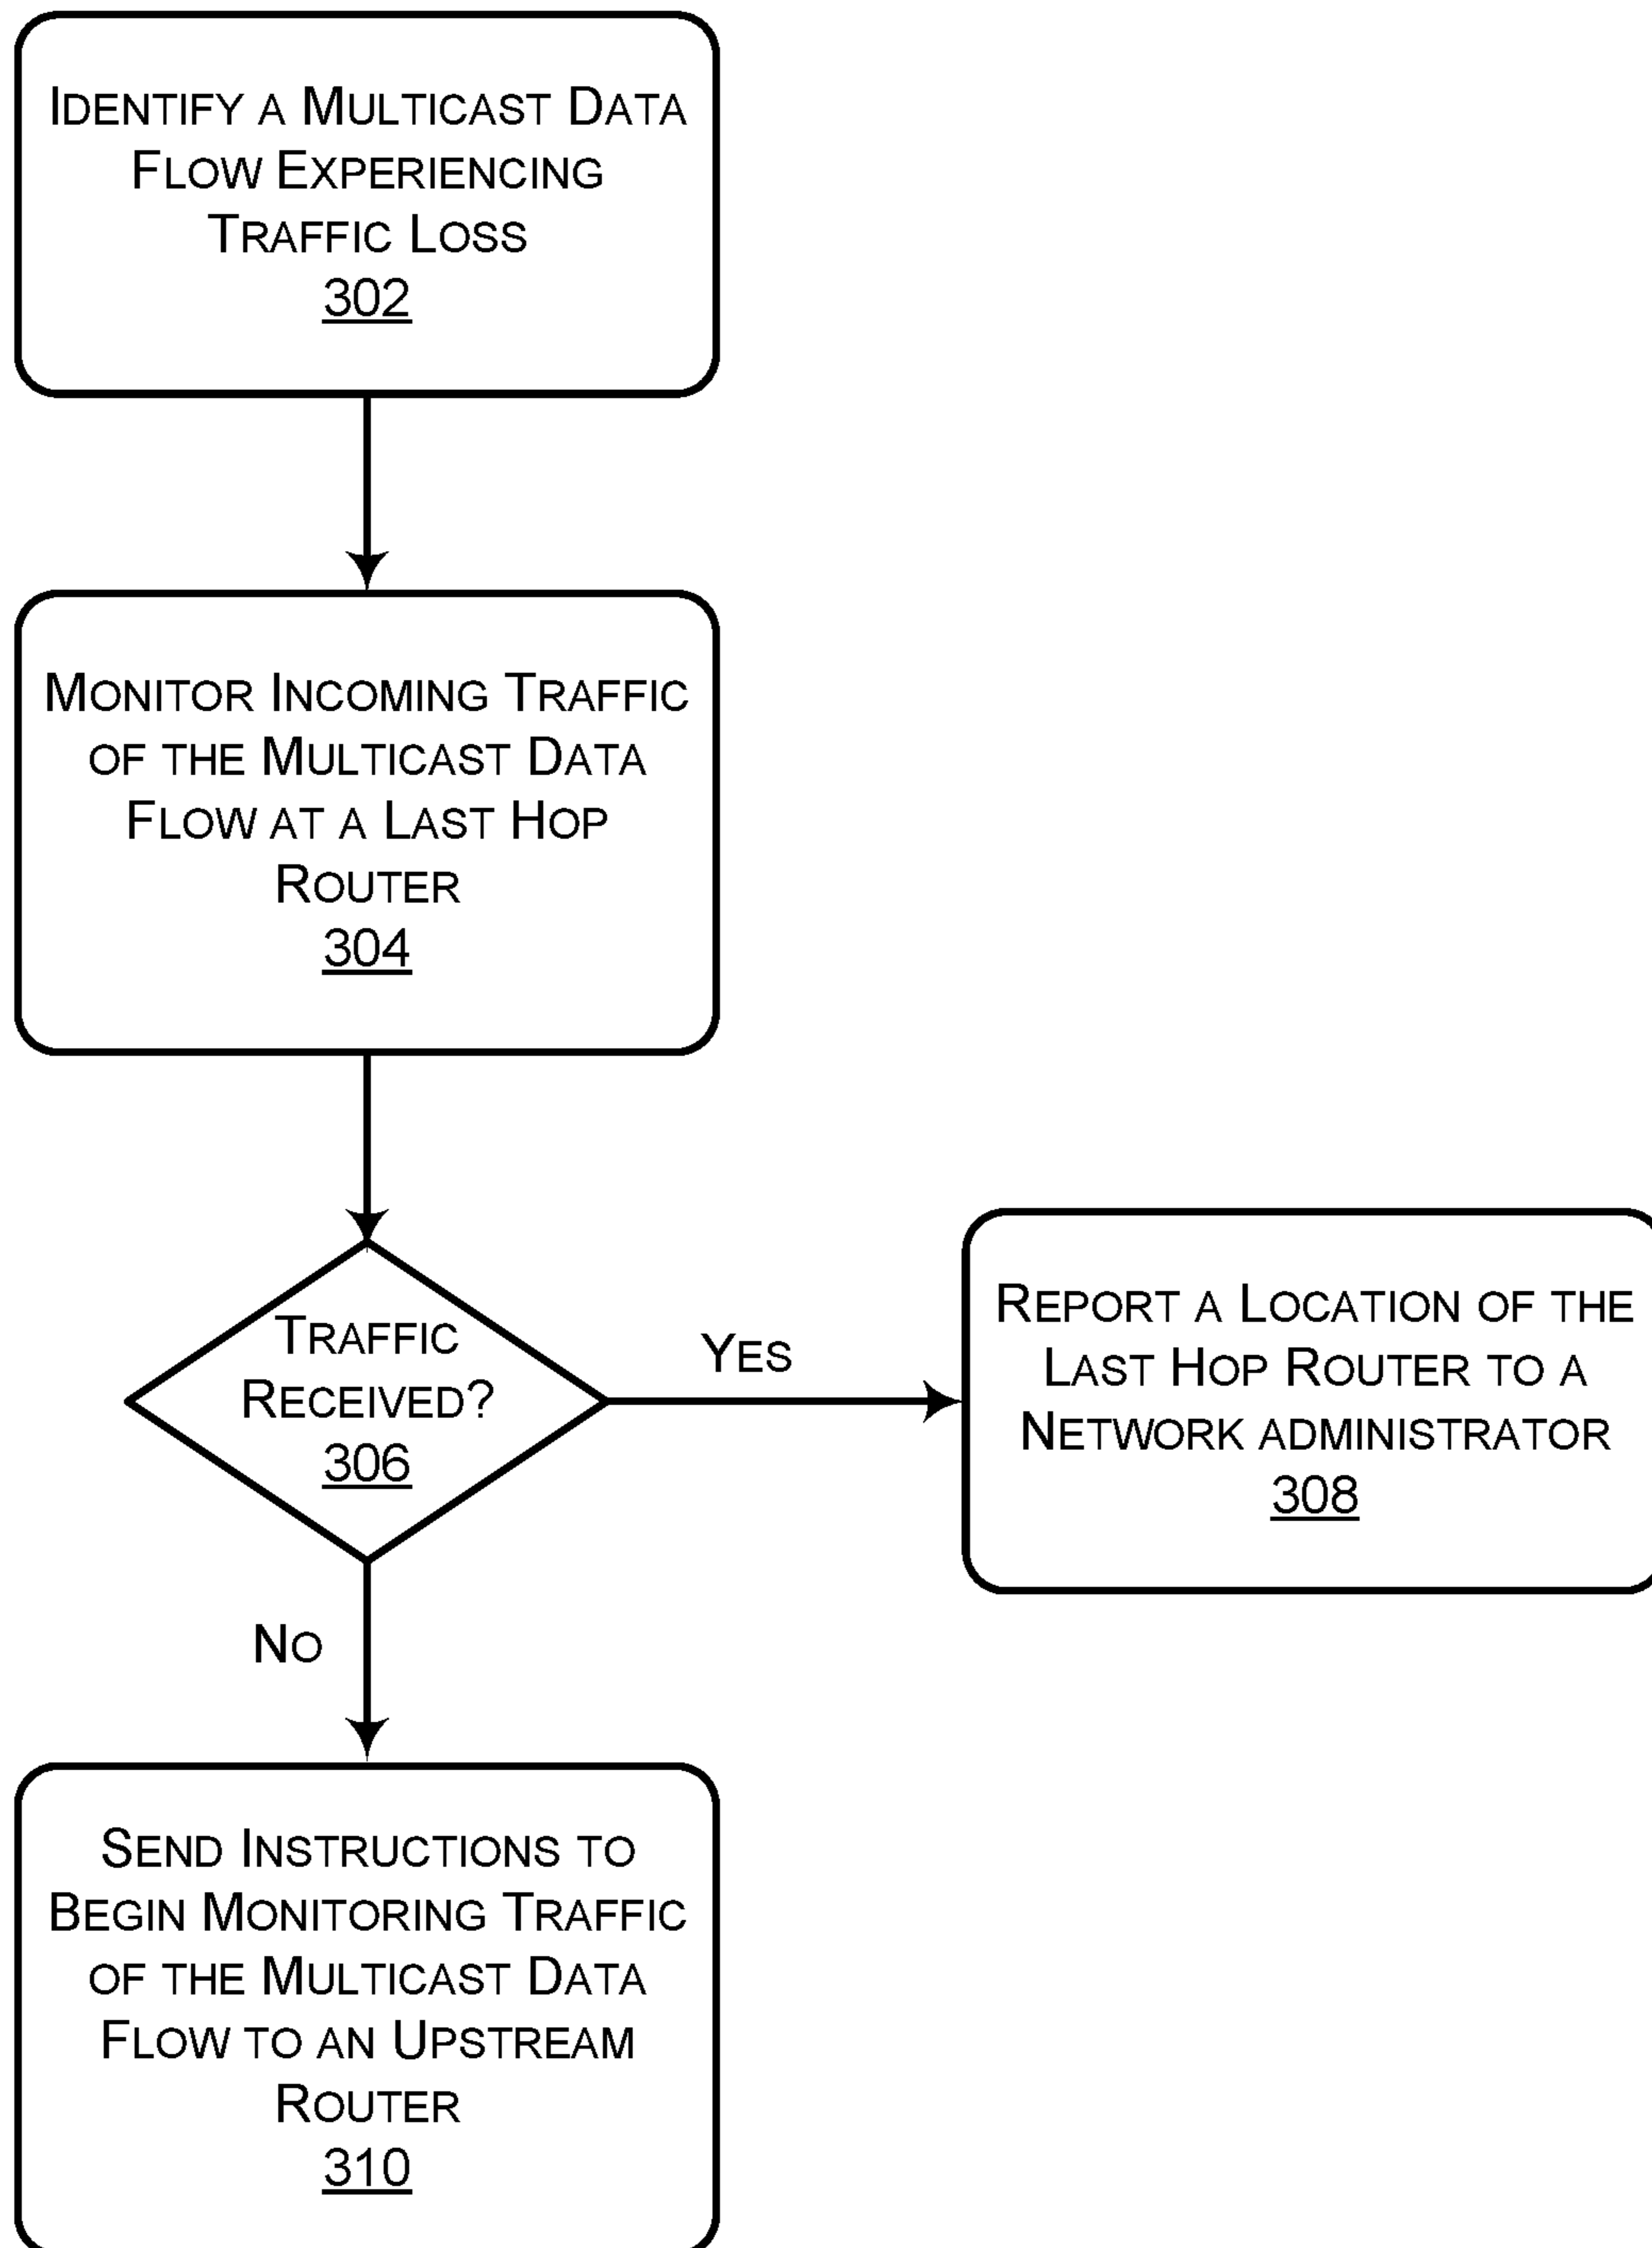 Identify a Multicast Data
Flow Experiencing
Traffic Loss
302
Monitor Incoming Traffic
of the Multicast Data
Flow at a Last Hop
Router
304
Traffic
Received?
306
Yes
Report a Location of the
Last Hop Router to a
Network administrator
308
No
Send Instructions to
Begin Monitoring Traffic
of the Multicast Data
Flow to an Upstream
Router
310